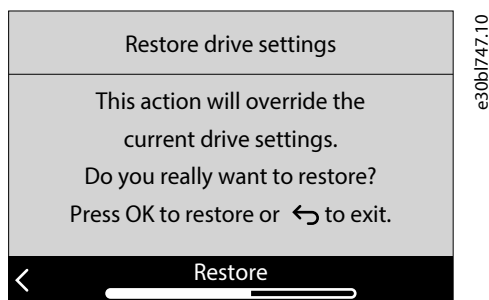 Restore drive settings
This action will override the
current drive settings.
Do you really want to restore?
Press OK to restore or to exit.
Restore
e30bl747.10